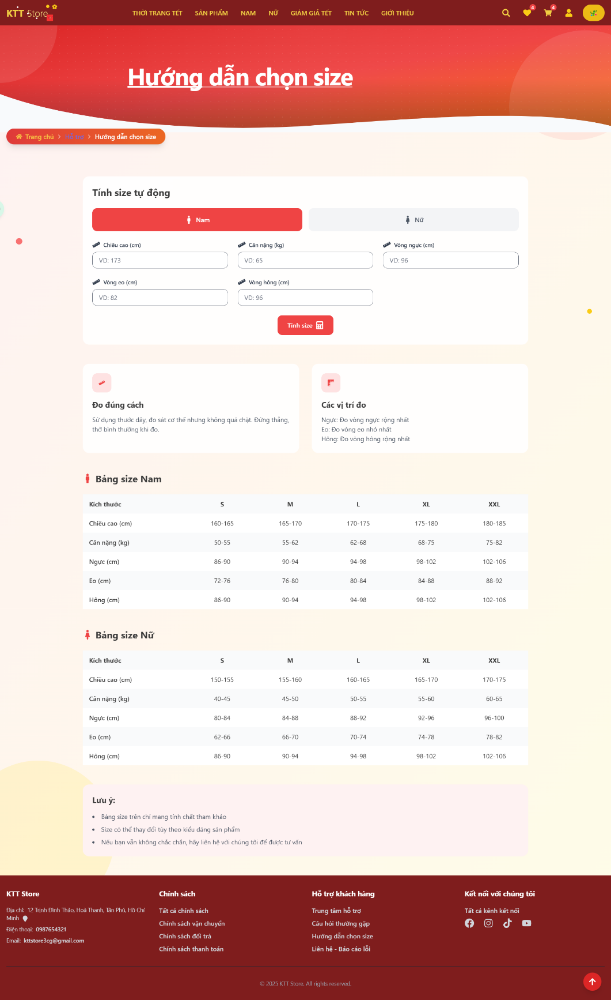 KTT Store
THỜI TRANG TẾT SẢN PHẨM NAM NỮ GIẢM GIÁ TẾT TIN TỨC GIỚI THIỆU
4 4
Hướng dẫn chọn size
Trang chủ > Hỗ trợ > Hướng dẫn chọn size
Tính size tự động
Nam Nữ
Chiều cao (cm) Cân nặng (kg) Vòng ngực (cm)
VD: 173 VD: 65 VD: 96
Vòng eo (cm) Vòng hông (cm)
VD: 82 VD: 96
Tính size
Đo đúng cách
Sử dụng thước dây, đo sát cơ thể nhưng không quá chặt. Đứng thẳng,
thở bình thường khi đo.
Các vị trí đo
Ngực: Đo vòng ngực rộng nhất
Eo: Đo vòng eo nhỏ nhất
Hông: Đo vòng hông rộng nhất
Bảng size Nam
Kích thước S M L XL XXL
Chiều cao (cm) 160-165 165-170 170-175 175-180 180-185
Cân nặng (kg) 50-55 55-62 62-68 68-75 75-82
Ngực (cm) 86-90 90-94 94-98 98-102 102-106
Eo (cm) 72-76 76-80 80-84 84-88 88-92
Hông (cm) 86-90 90-94 94-98 98-102 102-106
Bảng size Nữ
Kích thước S M L XL XXL
Chiều cao (cm) 150-155 155-160 160-165 165-170 170-175
Cân nặng (kg) 40-45 45-50 50-55 55-60 60-65
Ngực (cm) 80-84 84-88 88-92 92-96 96-100
Eo (cm) 62-66 66-70 70-74 74-78 78-82
Hông (cm) 86-90 90-94 94-98 98-102 102-106
Lưu ý:
• Bảng size trên chỉ mang tính chất tham khảo
• Size có thể thay đổi tùy theo kiểu dáng sản phẩm
• Nếu bạn vẫn không chắc chắn, hãy liên hệ với chúng tôi để được tư vấn
KTT Store
Địa chỉ: 12 Trịnh Đình Thảo, Hoà Thanh, Tân Phú, Hồ Chí
Minh
Điện thoại: 0987654321
Email: kttstore3cg@gmail.com
Chính sách
Tất cả chính sách
Chính sách vận chuyển
Chính sách đổi trả
Chính sách thanh toán
Hỗ trợ khách hàng
Trung tâm hỗ trợ
Câu hỏi thường gặp
Hướng dẫn chọn size
Liên hệ - Báo cáo lỗi
Kết nối với chúng tôi
Tất cả kênh kết nối
© 2025 KTT Store. All rights reserved.